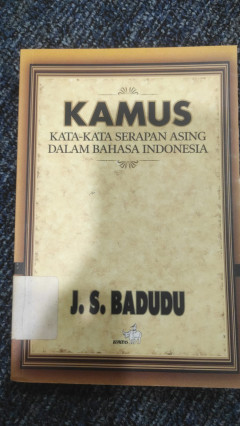 KAMUS
KATA-KATA SERAPAN ASING
DALAM BAHASA INDONESIA
J. S. BADUDU